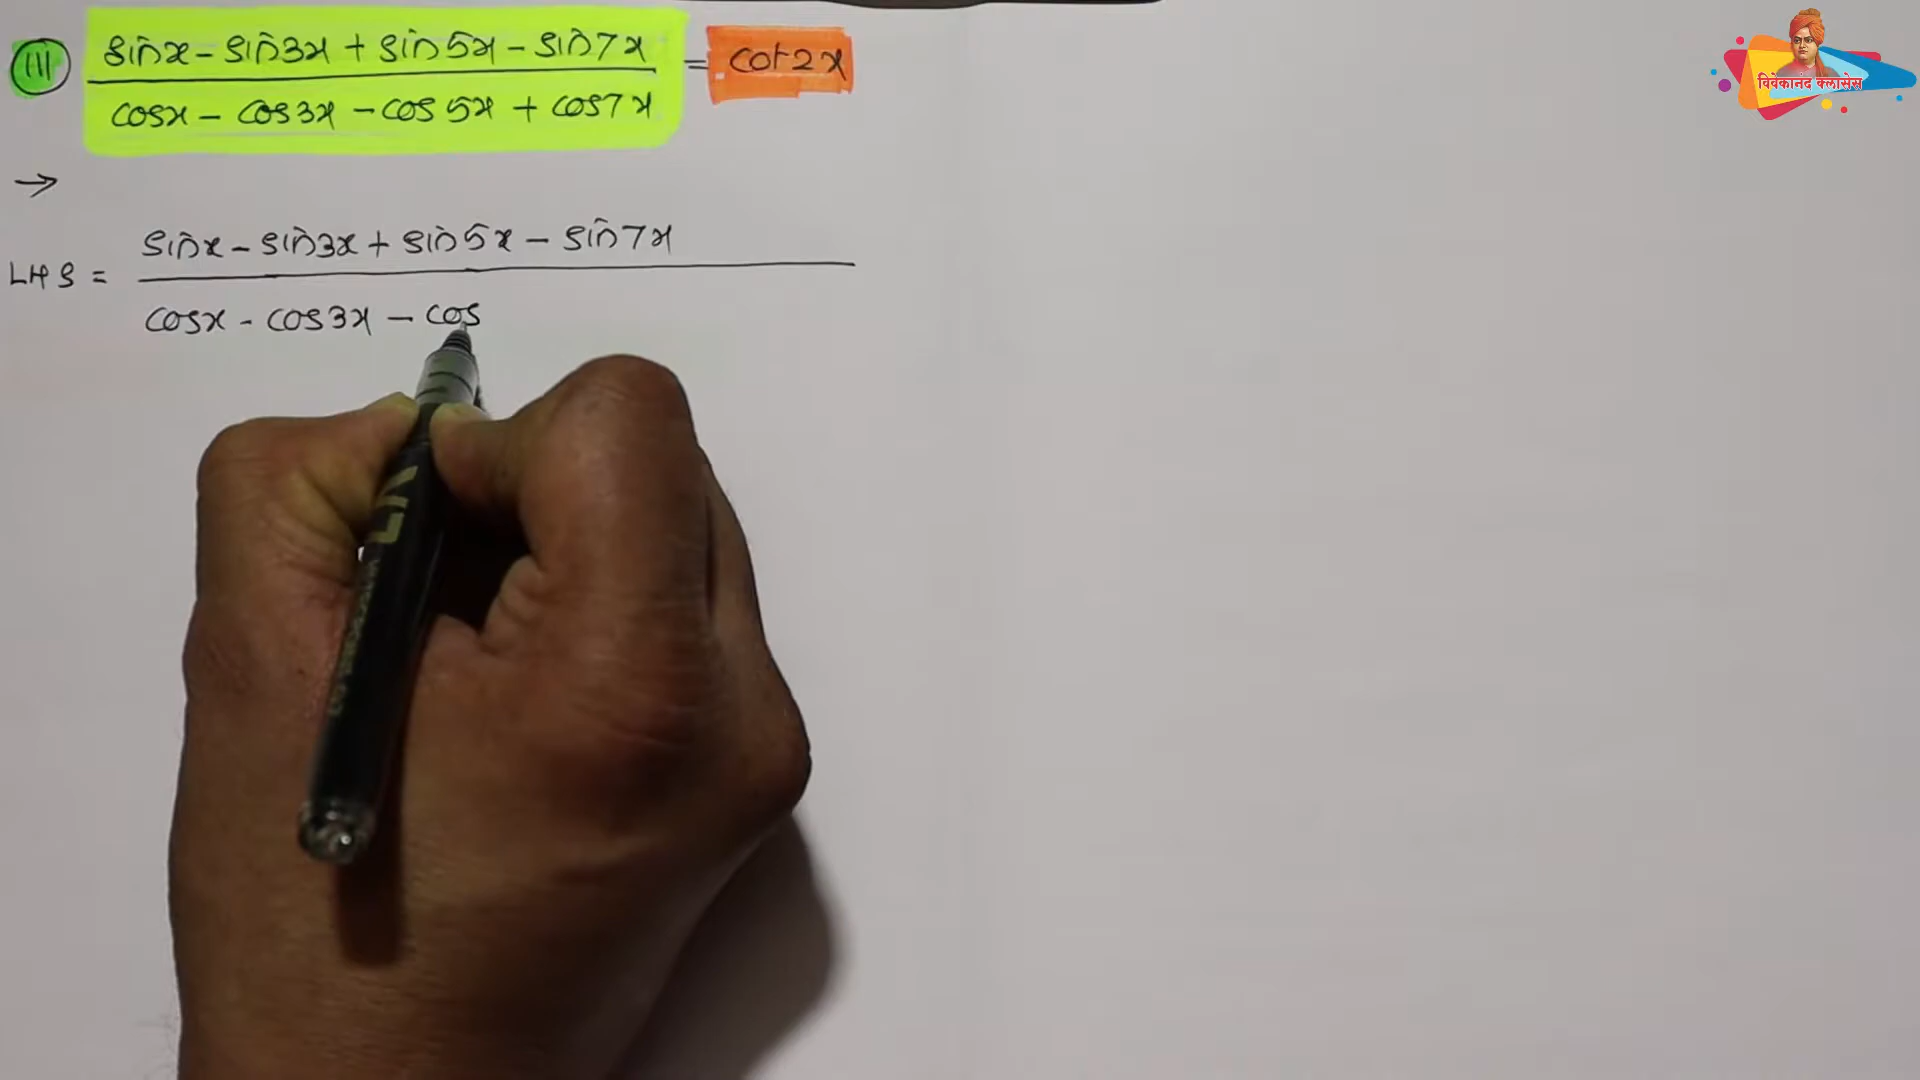 III sinx - sin3x + sin5x - sin7x = cot2x
cosx - cos3x - cos5x + cos7x
→
LHS = sinx - sin3x + sin5x - sin7x
cosx - cos3x - cos
विवेकानंद क्लासेस